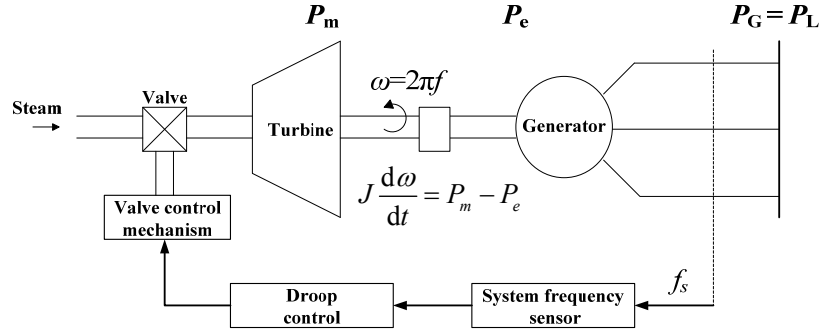 P_m P_e P_G = P_L
ω=2πf
Steam
Valve
Turbine
Generator
J dω/dt = P_m − P_e
Valve control
mechanism
Droop
control
System frequency
sensor
f_s